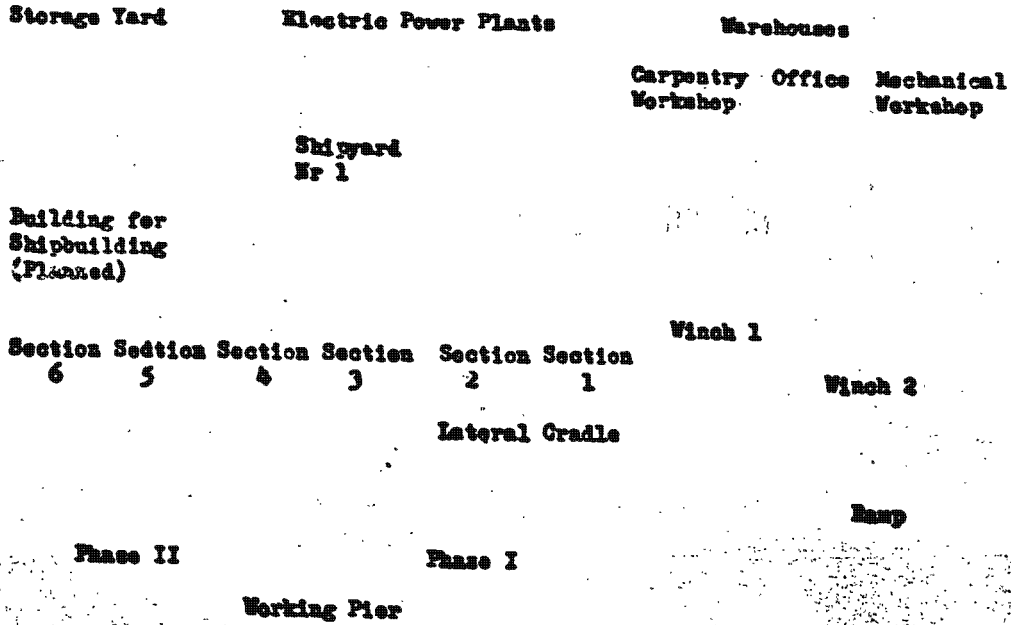 Storage Yard Electric Power Plants Warehouses
Carpentry Office Mechanical
Workshop Workshop
Shipyard
Nr 1
Building for
Shipbuilding
(Planned)
Winch 1
Section Sedtion Section Section Section Section
6 5 4 3 2 1
Winch 2
Lateral Cradle
Ramp
Phase II Phase I
Working Pier